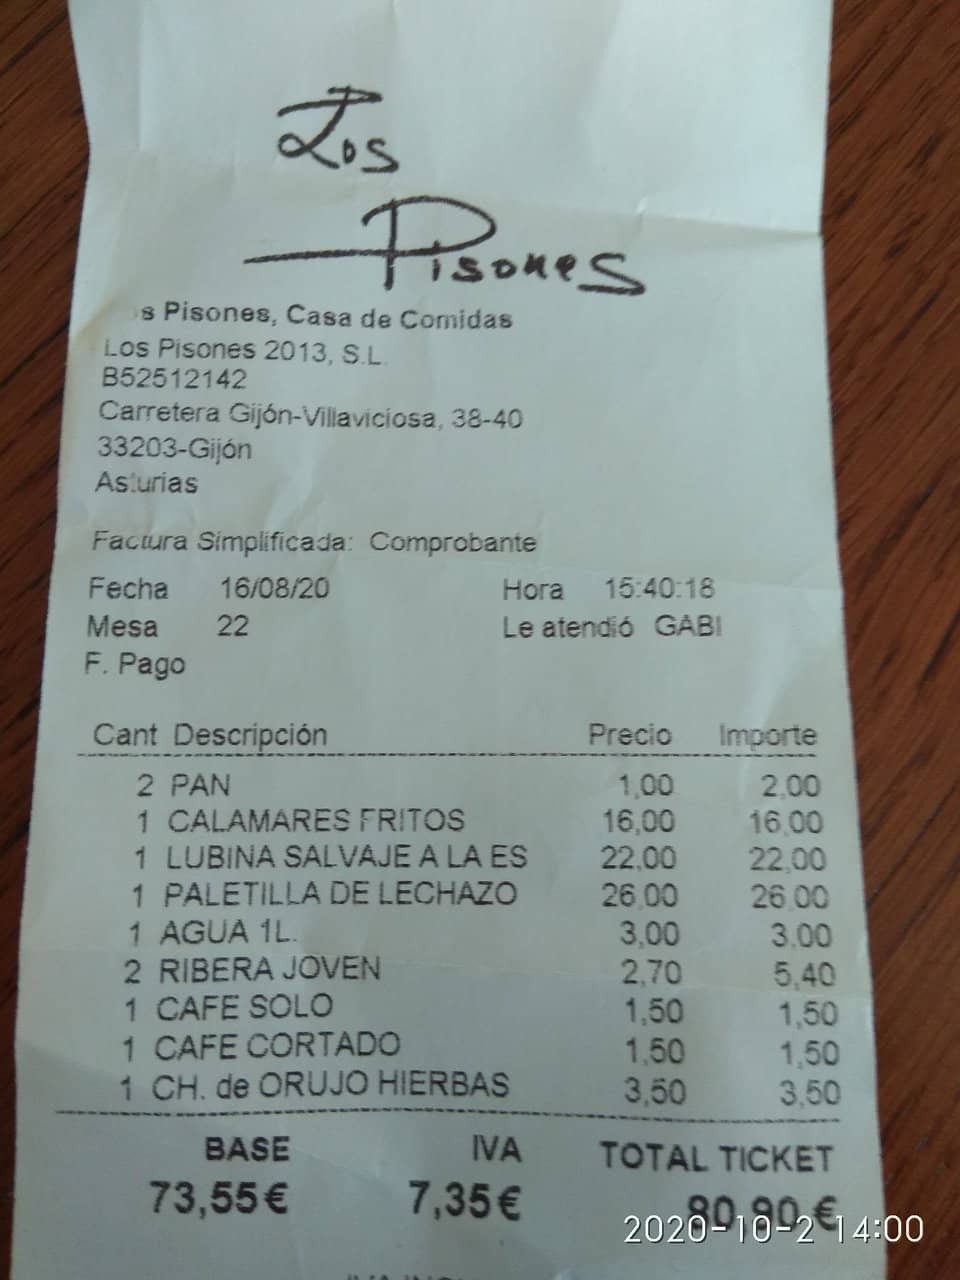 Los
Pisones
s Pisones, Casa de Comidas
Los Pisones 2013, S.L.
B52512142
Carretera Gijón-Villaviciosa, 38-40
33203-Gijón
Asturias
Factura Simplificada: Comprobante
Fecha 16/08/20 Hora 15:40:18
Mesa 22 Le atendió GABI
F. Pago
Cant Descripción Precio Importe
2 PAN 1,00 2,00
1 CALAMARES FRITOS 16,00 16,00
1 LUBINA SALVAJE A LA ES 22,00 22,00
1 PALETILLA DE LECHAZO 26,00 26,00
1 AGUA 1L. 3,00 3,00
2 RIBERA JOVEN 2,70 5,40
1 CAFE SOLO 1,50 1,50
1 CAFE CORTADO 1,50 1,50
1 CH. de ORUJO HIERBAS 3,50 3,50
BASE IVA TOTAL TICKET
73,55€ 7,35€ 80,90€
2020-10-2 14:00